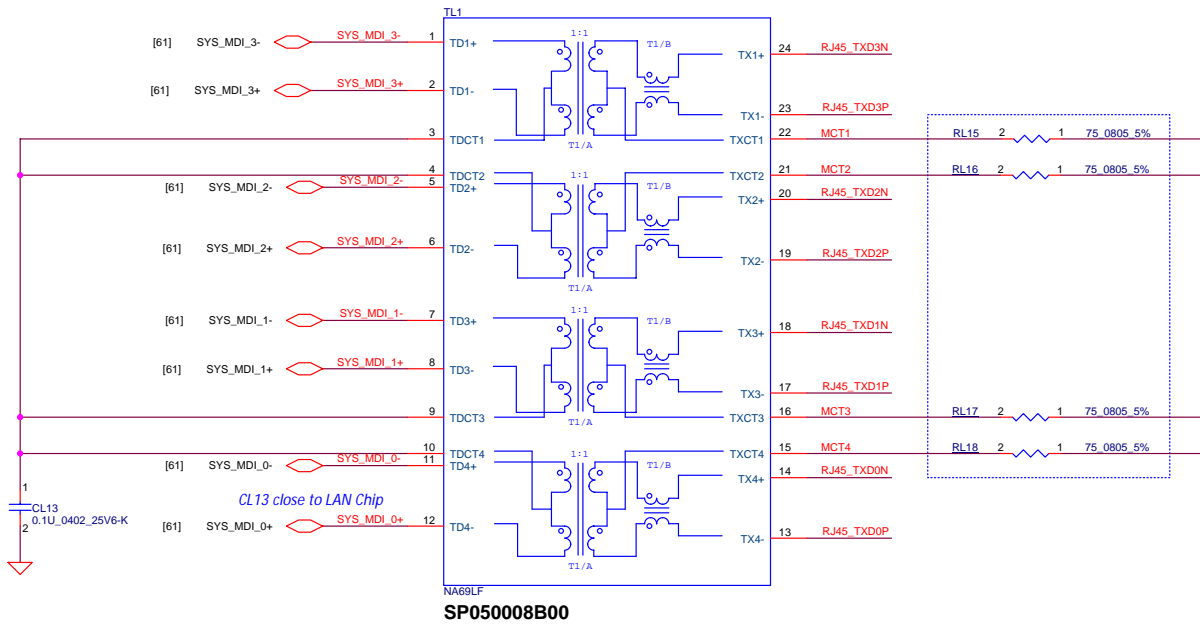 TL1
[61] SYS_MDI_3- SYS_MDI_3- 1 TD1+ 1:1 T1/B TX1+ 24 RJ45_TXD3N
[61] SYS_MDI_3+ SYS_MDI_3+ 2 TD1- TX1- 23 RJ45_TXD3P
3 TDCT1 T1/A TXCT1 22 MCT1 RL15 2 1 75_0805_5%
4 TDCT2 1:1 TXCT2 21 MCT2 RL16 2 1 75_0805_5%
[61] SYS_MDI_2- SYS_MDI_2- 5 TD2+ T1/B TX2+ 20 RJ45_TXD2N
[61] SYS_MDI_2+ SYS_MDI_2+ 6 TD2- TX2- 19 RJ45_TXD2P
T1/A
1:1
[61] SYS_MDI_1- SYS_MDI_1- 7 TD3+ T1/B TX3+ 18 RJ45_TXD1N
[61] SYS_MDI_1+ SYS_MDI_1+ 8 TD3- TX3- 17 RJ45_TXD1P
9 TDCT3 T1/A TXCT3 16 MCT3 RL17 2 1 75_0805_5%
10 TDCT4 1:1 TXCT4 15 MCT4 RL18 2 1 75_0805_5%
[61] SYS_MDI_0- SYS_MDI_0- 11 TD4+ T1/B TX4+ 14 RJ45_TXD0N
1
CL13 close to LAN Chip
CL13
0.1U_0402_25V6-K
2
[61] SYS_MDI_0+ SYS_MDI_0+ 12 TD4- TX4- 13 RJ45_TXD0P
T1/A
NA69LF
SP050008B00